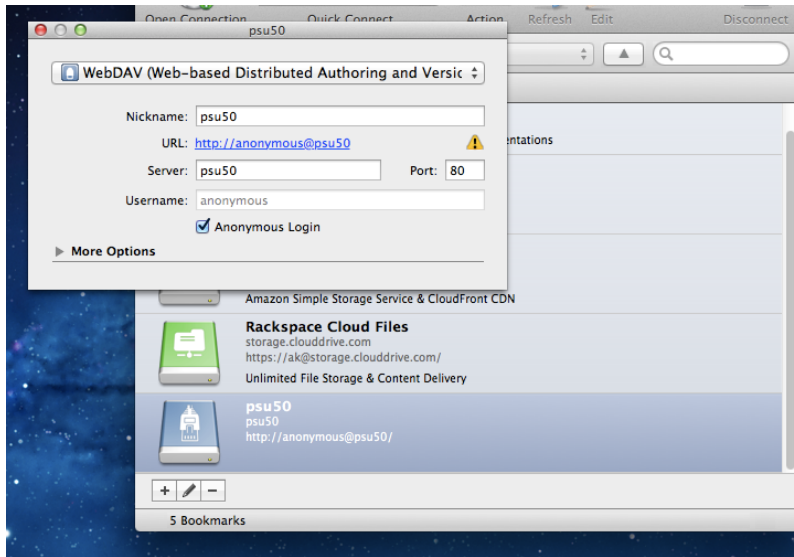 Open Connection Quick Connect Action Refresh Edit Disconnect
psu50
WebDAV (Web-based Distributed Authoring and Versic
Nickname: psu50
URL: http://anonymous@psu50
entations
Server: psu50 Port: 80
Username: anonymous
Anonymous Login
More Options
Amazon Simple Storage Service & CloudFront CDN
Rackspace Cloud Files
storage.clouddrive.com
https://ak@storage.clouddrive.com/
Unlimited File Storage & Content Delivery
psu50
psu50
http://anonymous@psu50/
5 Bookmarks